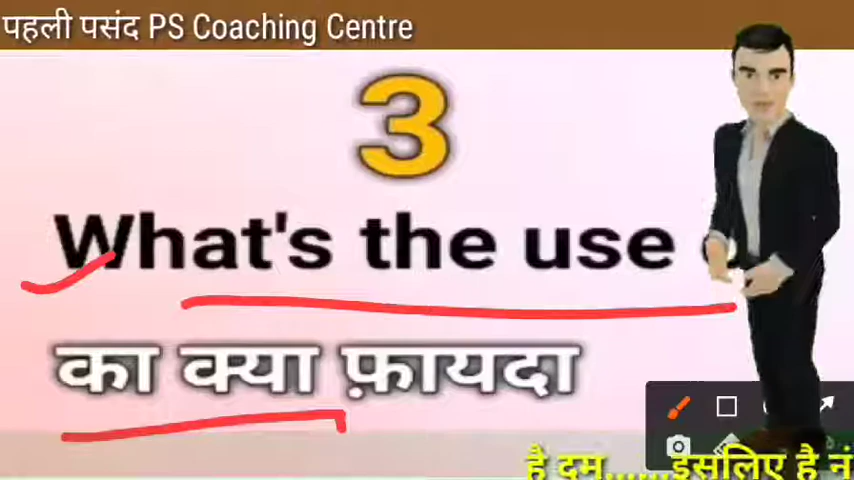 पहली पसंद PS Coaching Centre
3
What's the use
का क्या फ़ायदा
है दम......इसलिए है नं